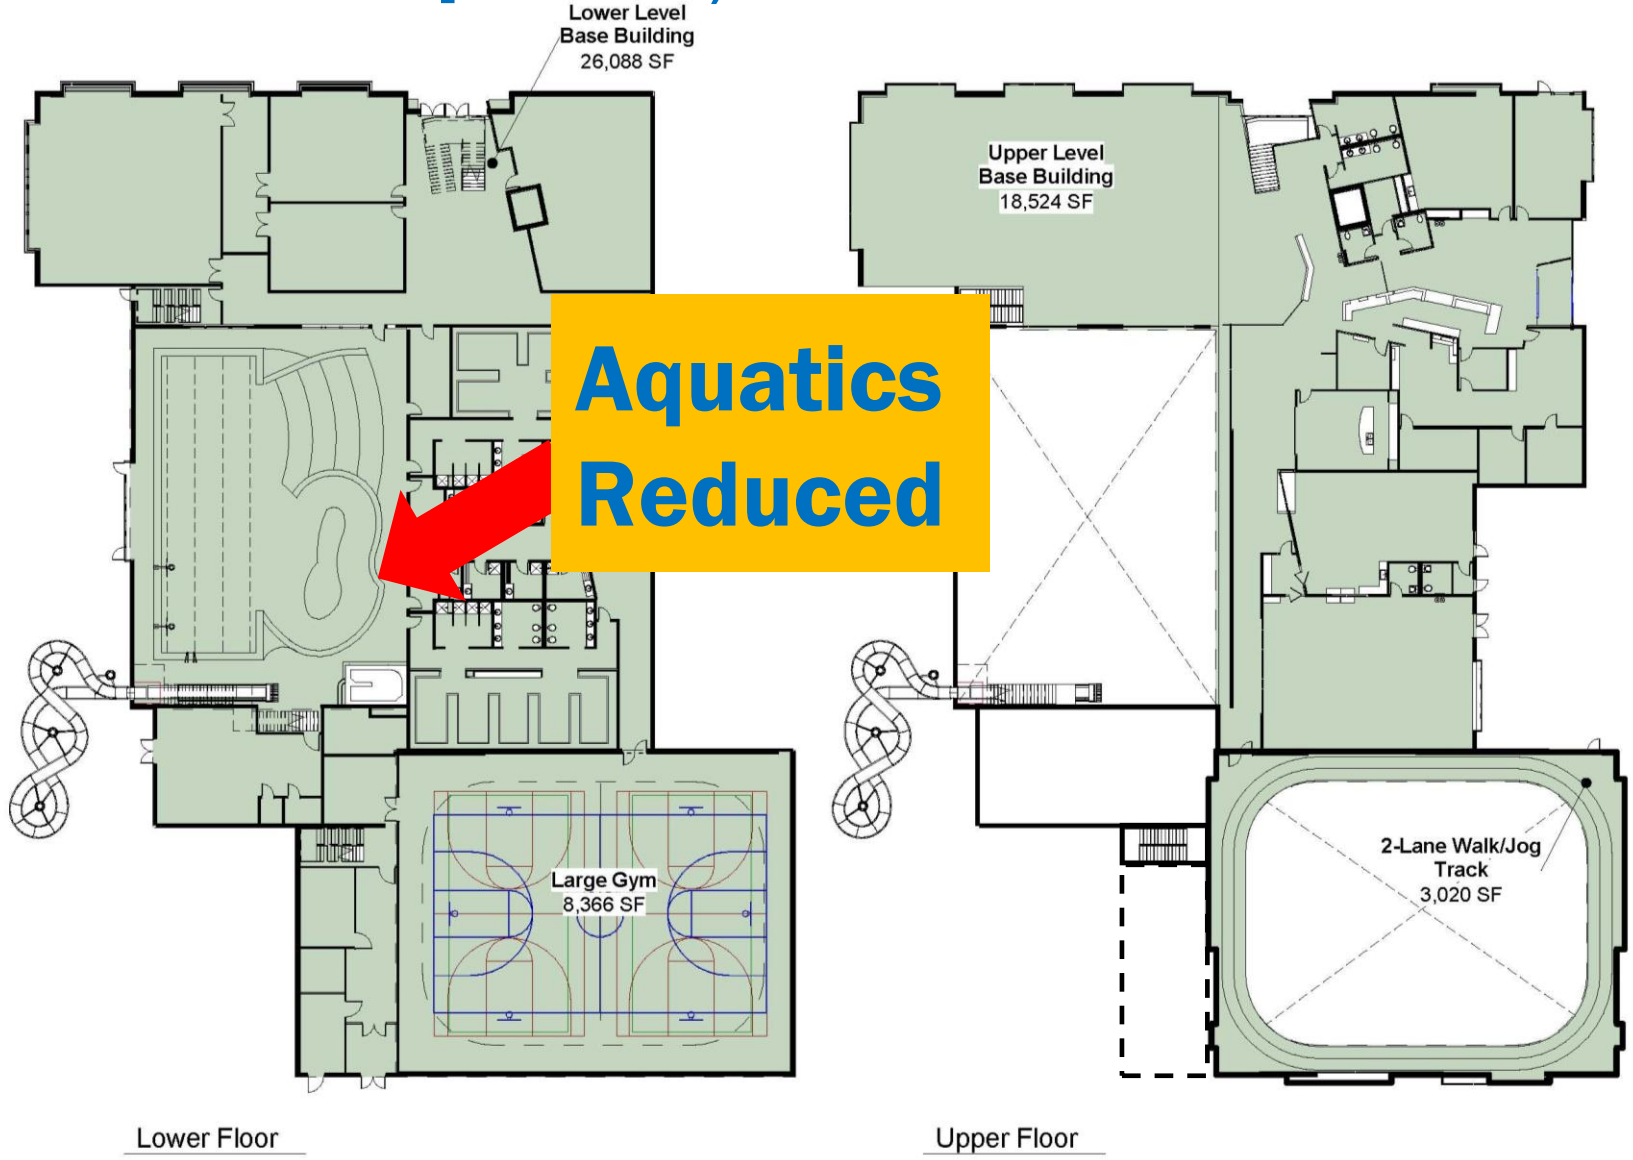 Lower Level
Base Building
26,088 SF
Upper Level
Base Building
18,524 SF
Aquatics
Reduced
Large Gym
8,366 SF
2-Lane Walk/Jog
Track
3,020 SF
Lower Floor
Upper Floor